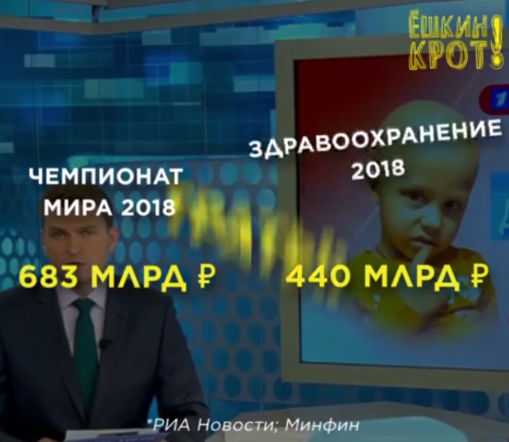 ЁШКИН
КРОТ!
ЧЕМПИОНАТ
МИРА 2018
683 МЛРД ₽
ЗДРАВООХРАНЕНИЕ
2018
440 МЛРД ₽
*РИА Новости; Минфин